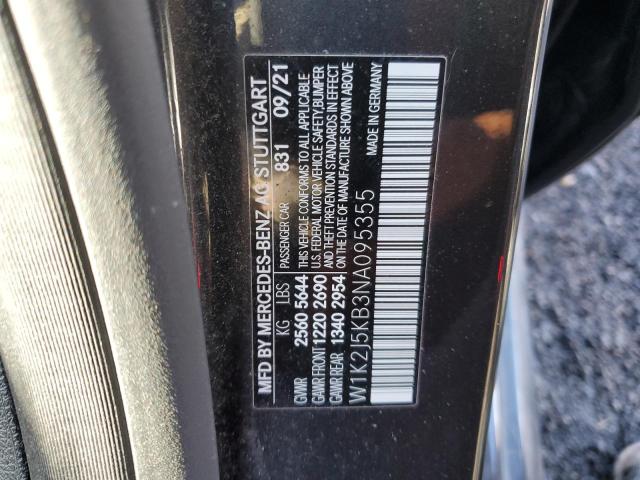 MFD BY MERCEDES-BENZ AG STUTTGART
KG LBS PASSENGER CAR 831 09/21
GVWR 2560 5644 THIS VEHICLE CONFORMS TO ALL APPLICABLE
GAWR FRONT 1220 2690 U.S. FEDERAL MOTOR VEHICLE SAFETY/BUMPER
GAWR REAR 1340 2954 AND THEFT PREVENTION STANDARDS IN EFFECT
ON THE DATE OF MANUFACTURE SHOWN ABOVE
W1K2J5KB3NA095355 MADE IN GERMANY